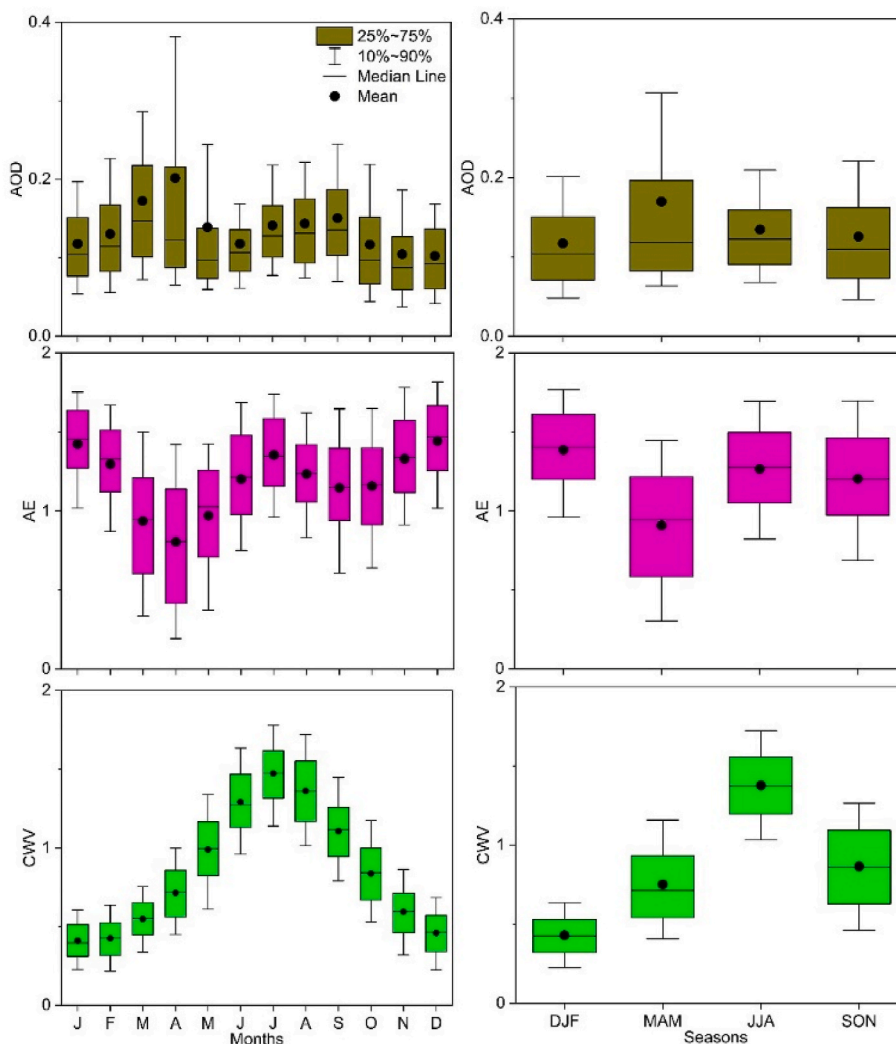 0.4
25%~75%
10%~90%
Median Line
Mean
0.2
AOD
0.0
0.4
0.2
AOD
0.0
2
1
AE
0
2
1
AE
0
2
1
CWV
0
J F M A M J J A S O N D
Months
2
1
CWV
0
DJF MAM JJA SON
Seasons